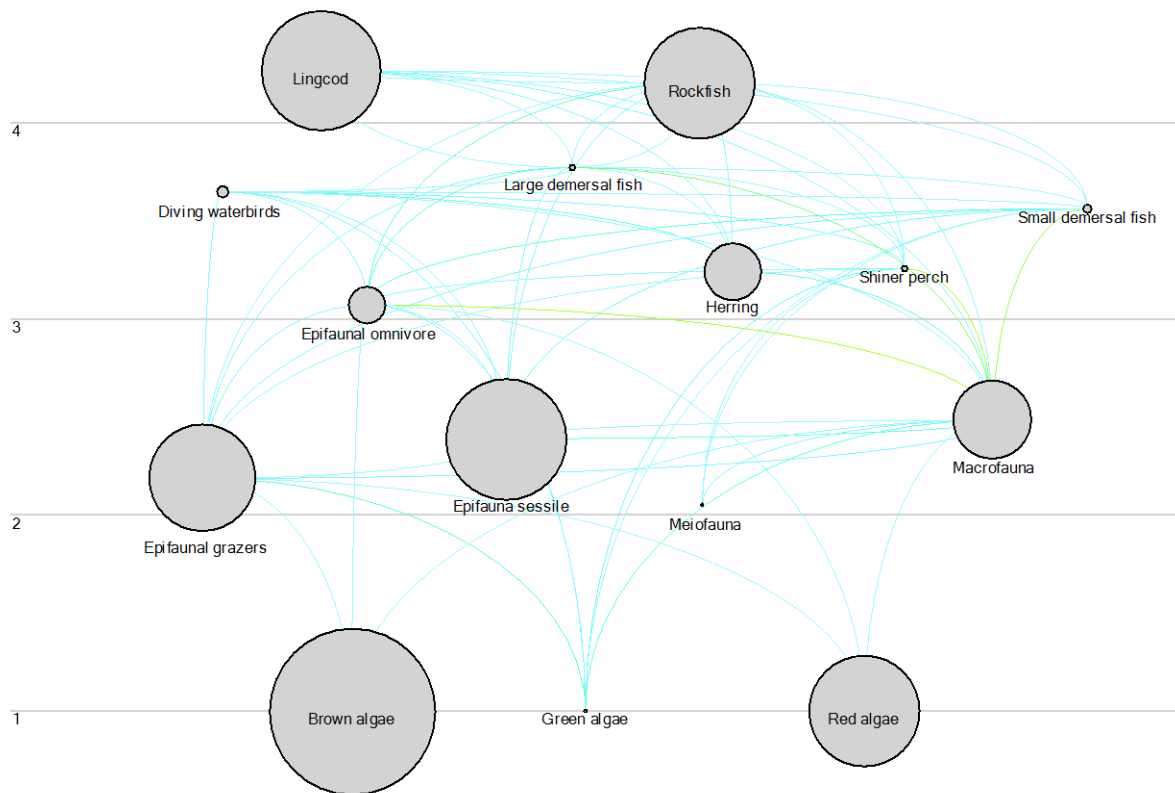 Lingcod
Rockfish
4
Large demersal fish
Diving waterbirds
Small demersal fish
Shiner perch
Herring
3
Epifaunal omnivore
Macrofauna
Epifauna sessile
2
Meiofauna
Epifaunal grazers
1
Brown algae
Green algae
Red algae